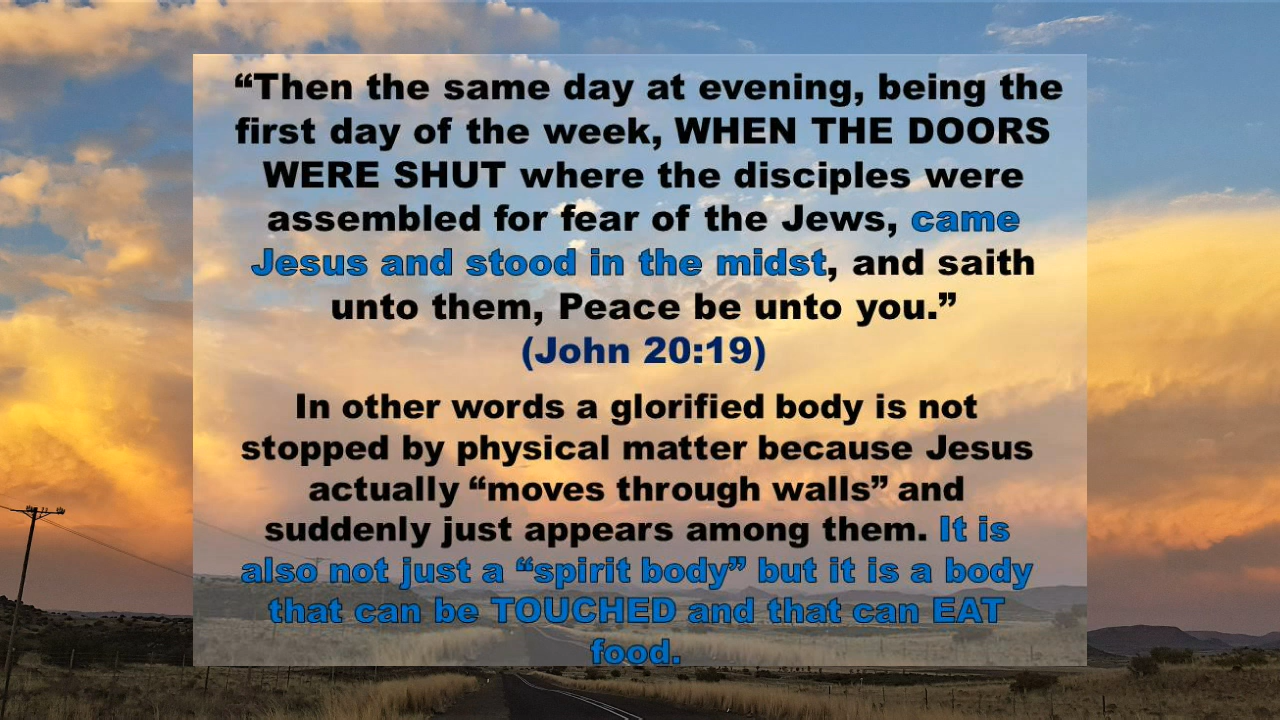 “Then the same day at evening, being the
first day of the week, WHEN THE DOORS
WERE SHUT where the disciples were
assembled for fear of the Jews, came
Jesus and stood in the midst, and saith
unto them, Peace be unto you.”
(John 20:19)
In other words a glorified body is not
stopped by physical matter because Jesus
actually “moves through walls” and
suddenly just appears among them. It is
also not just a “spirit body” but it is a body
that can be TOUCHED and that can EAT
food.